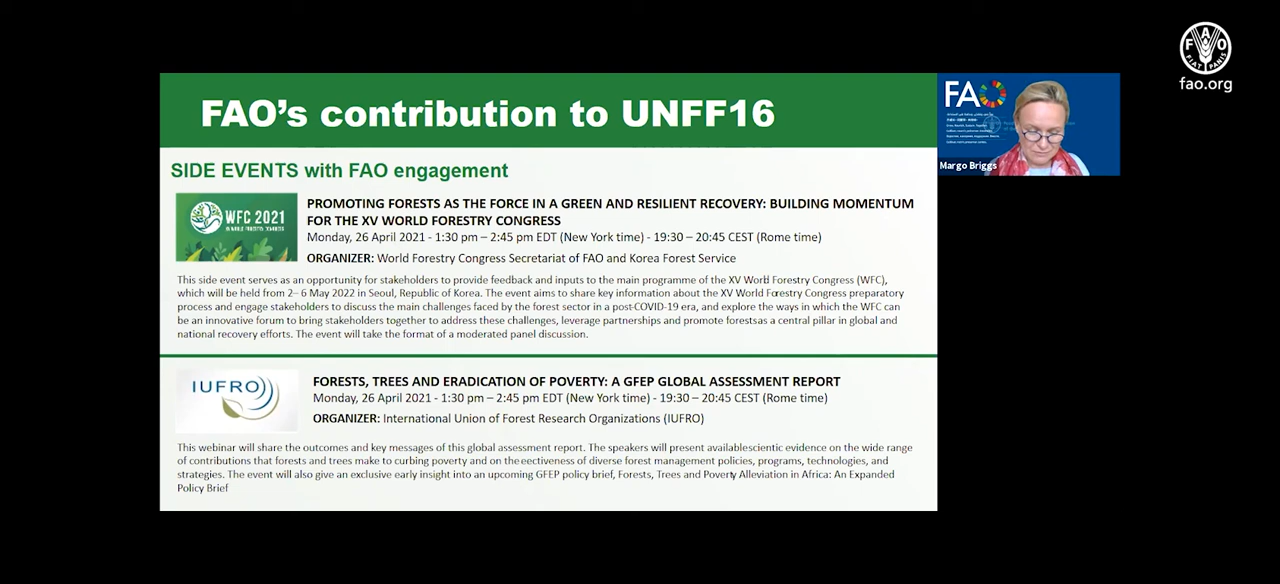 FAO
FIAT PANIS
fao.org
FAO's contribution to UNFF16
FAO
Margo Briggs
SIDE EVENTS with FAO engagement
WFC 2021
PROMOTING FORESTS AS THE FORCE IN A GREEN AND RESILIENT RECOVERY: BUILDING MOMENTUM
FOR THE XV WORLD FORESTRY CONGRESS
Monday, 26 April 2021 - 1:30 pm – 2:45 pm EDT (New York time) - 19:30 – 20:45 CEST (Rome time)
ORGANIZER: World Forestry Congress Secretariat of FAO and Korea Forest Service
This side event serves as an opportunity for stakeholders to provide feedback and inputs to the main programme of the XV World Forestry Congress (WFC),
which will be held from 2– 6 May 2022 in Seoul, Republic of Korea. The event aims to share key information about the XV World Forestry Congress preparatory
process and engage stakeholders to discuss the main challenges faced by the forest sector in a post-COVID-19 era, and explore the ways in which the WFC can
be an innovative forum to bring stakeholders together to address these challenges, leverage partnerships and promote forestsas a central pillar in global and
national recovery efforts. The event will take the format of a moderated panel discussion.
IUFRO
FORESTS, TREES AND ERADICATION OF POVERTY: A GFEP GLOBAL ASSESSMENT REPORT
Monday, 26 April 2021 - 1:30 pm – 2:45 pm EDT (New York time) - 19:30 – 20:45 CEST (Rome time)
ORGANIZER: International Union of Forest Research Organizations (IUFRO)
This webinar will share the outcomes and key messages of this global assessment report. The speakers will present availablescientic evidence on the wide range
of contributions that forests and trees make to curbing poverty and on the eectiveness of diverse forest management policies, programs, technologies, and
strategies. The event will also give an exclusive early insight into an upcoming GFEP policy brief, Forests, Trees and Poverty Alleviation in Africa: An Expanded
Policy Brief